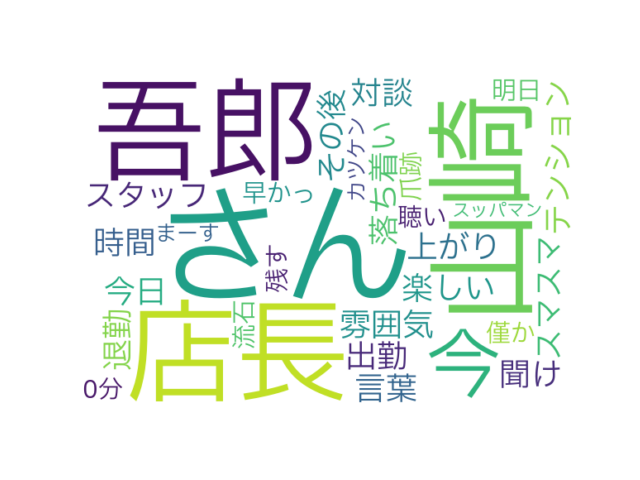 吾郎
さん
店長
山崎
今
その後
対談
明日
カツケン
落ち着い
爪跡
テンション
スタッフ
早かっ
聴い
スッパマン
時間
まーす
残す
上がり
スマスマ
今日
流石
楽しい
退勤
雰囲気
僅か
出勤
0分
言葉
聞け